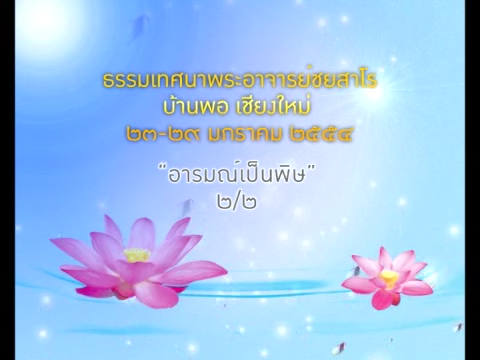 ธรรมเทศนาพระอาจารย์ชยสาโร
บ้านพอ เชียงใหม่
๒๓-๒๙ มกราคม ๒๕๕๔
“อารมณ์เป็นพิษ”
๒/๒